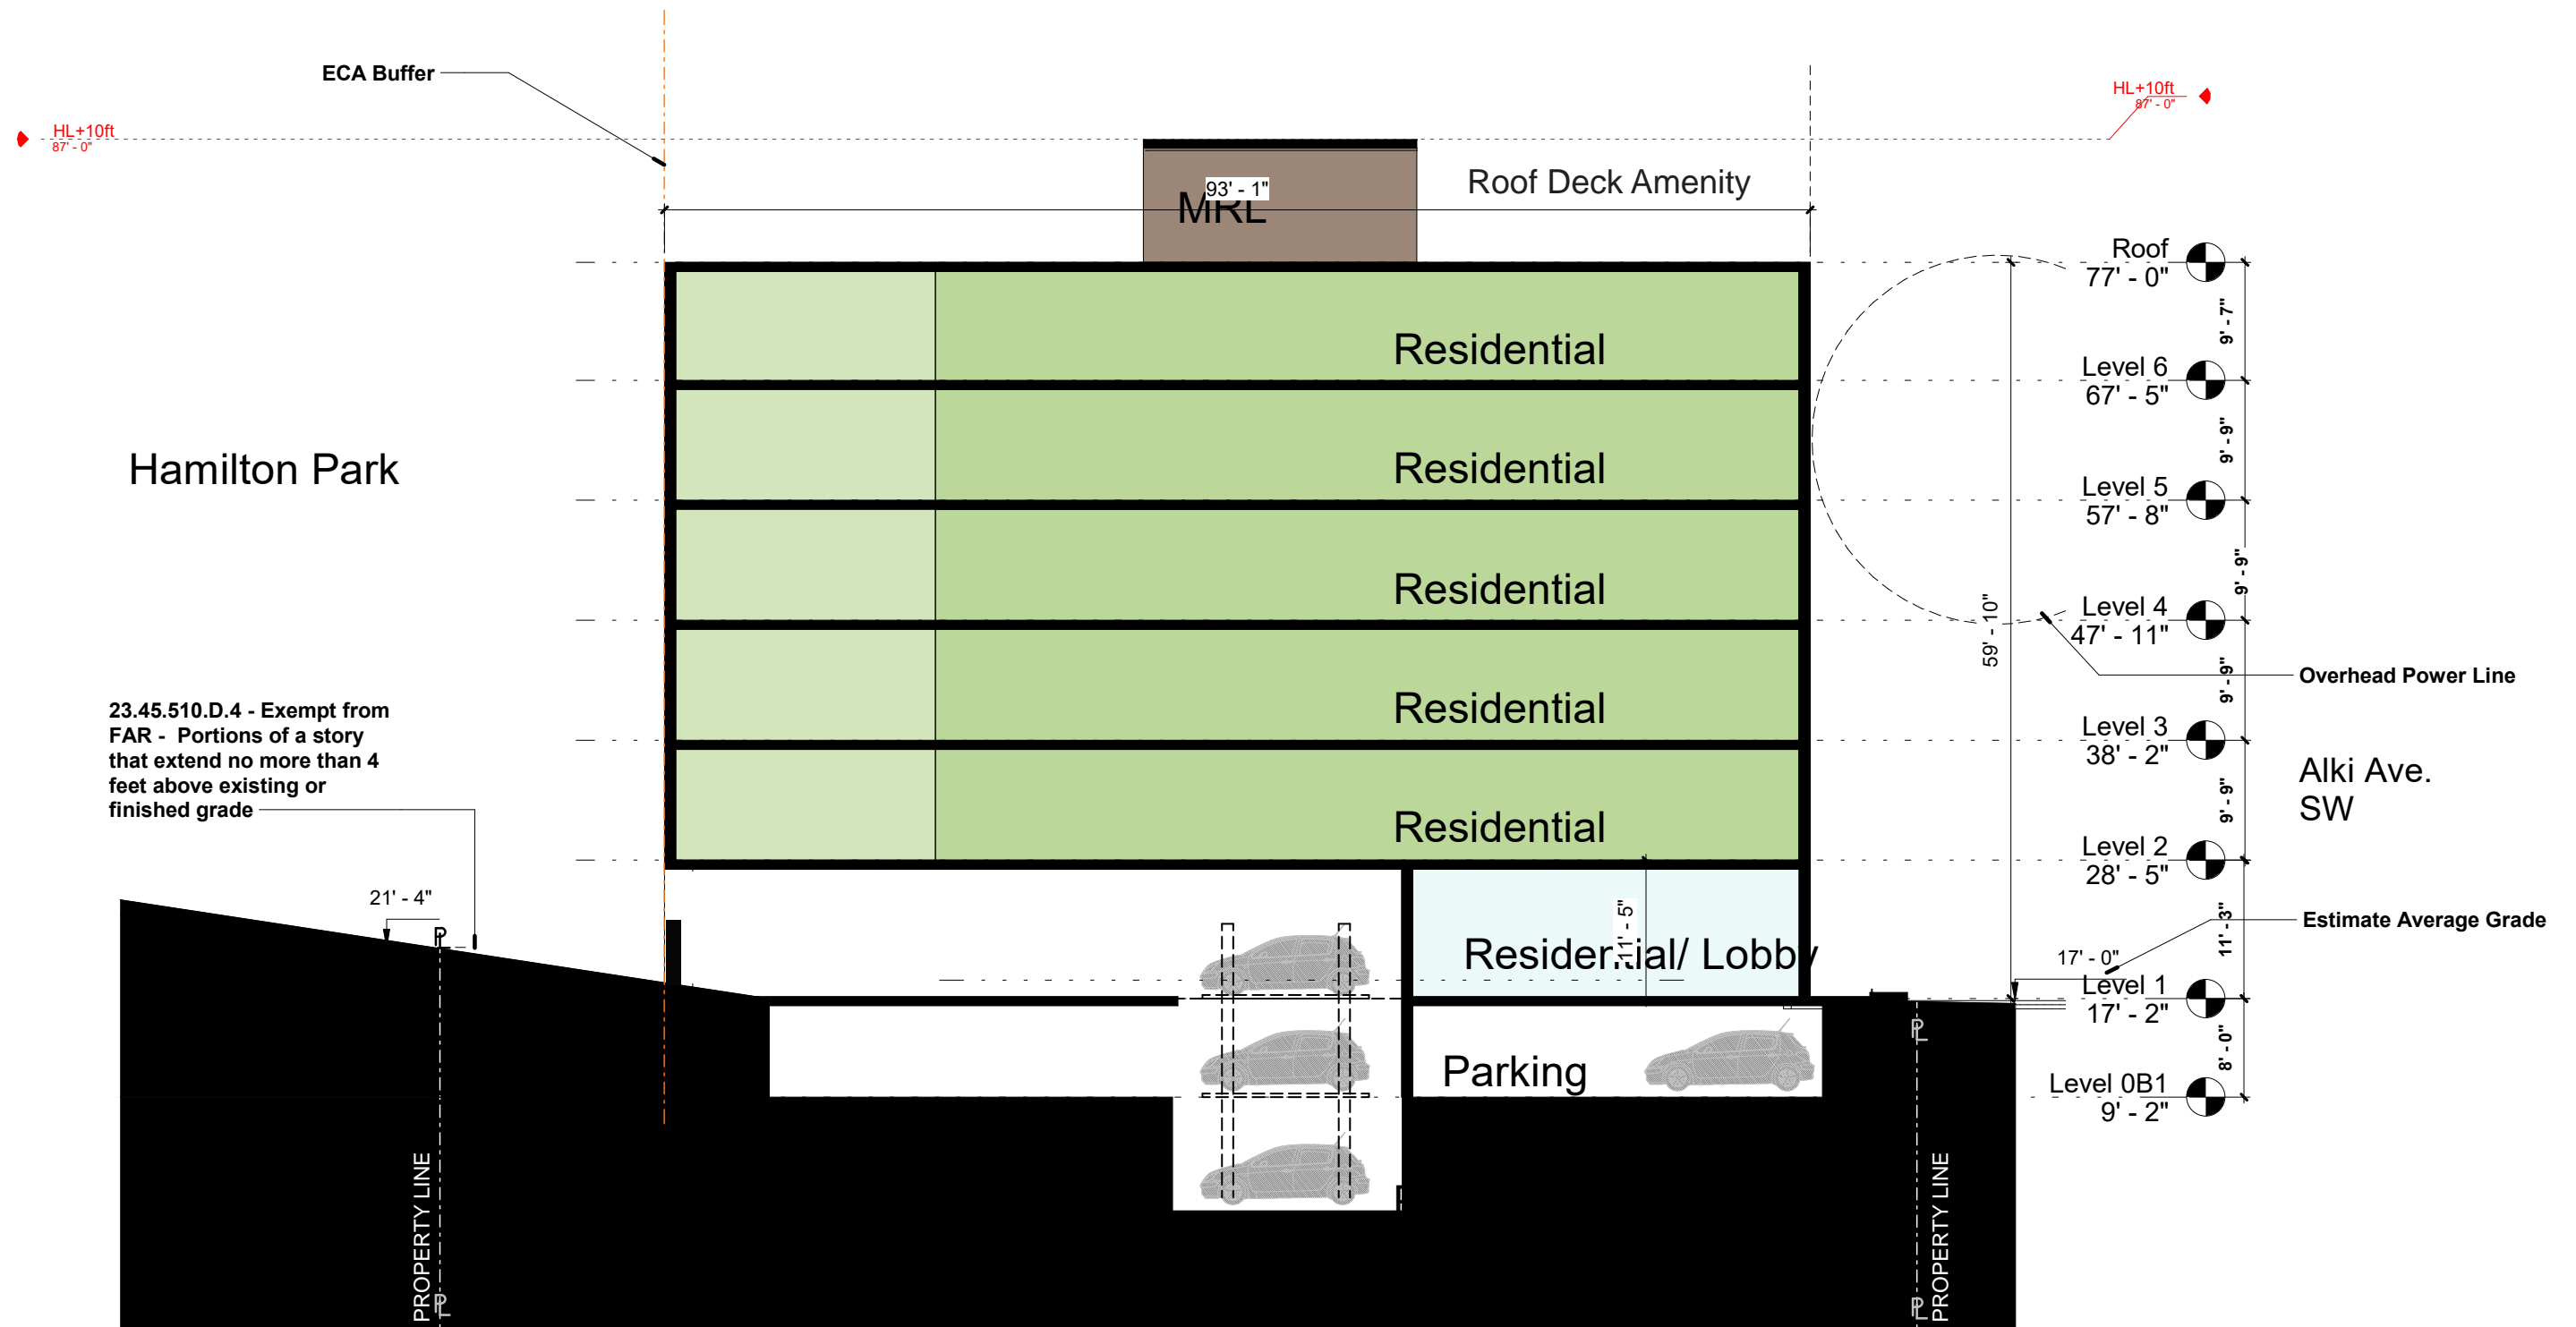 ECA Buffer
HL+10ft
87' - 0"
HL+10ft
87' - 0"
93' - 1"
MRL
Roof Deck Amenity
Roof
77' - 0"
9' - 7"
Residential
Level 6
67' - 5"
9' - 9"
Hamilton Park
Residential
Level 5
57' - 8"
9' - 9"
Residential
59' - 10"
Level 4
47' - 11"
9' - 9"
Overhead Power Line
23.45.510.D.4 - Exempt from
FAR - Portions of a story
that extend no more than 4
feet above existing or
finished grade
Residential
Level 3
38' - 2"
9' - 9"
Alki Ave.
SW
Residential
Level 2
28' - 5"
11' - 3"
21' - 4"
PL
11' - 5"
Residential/ Lobby
Estimate Average Grade
17' - 0"
Level 1
17' - 2"
8' - 0"
PL
Parking
Level 0B1
9' - 2"
PROPERTY LINE
PL
PROPERTY LINE
PL